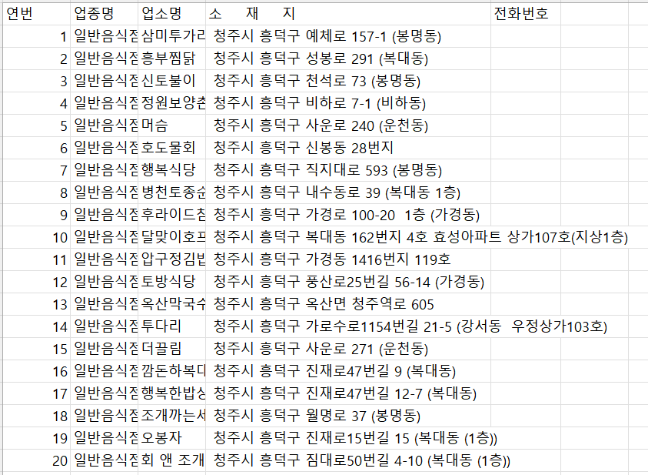 연번 업종명 업소명 소 재 지 전화번호
1 일반음식점 삼미투가리 청주시 흥덕구 예체로 157-1 (봉명동)
2 일반음식점 흥부찜닭 청주시 흥덕구 성봉로 291 (복대동)
3 일반음식점 신토불이 청주시 흥덕구 천석로 73 (봉명동)
4 일반음식점 정원보양촌 청주시 흥덕구 비하로 7-1 (비하동)
5 일반음식점 머슴 청주시 흥덕구 사운로 240 (운천동)
6 일반음식점 호도물회 청주시 흥덕구 신봉동 28번지
7 일반음식점 행복식당 청주시 흥덕구 직지대로 593 (봉명동)
8 일반음식점 병천토종순 청주시 흥덕구 내수동로 39 (복대동 1층)
9 일반음식점 후라이드참 청주시 흥덕구 가경로 100-20 1층 (가경동)
10 일반음식점 달맞이호프 청주시 흥덕구 복대동 162번지 4호 효성아파트 상가107호(지상1층)
11 일반음식점 압구정김밥 청주시 흥덕구 가경동 1416번지 119호
12 일반음식점 토방식당 청주시 흥덕구 풍산로25번길 56-14 (가경동)
13 일반음식점 옥산막국수 청주시 흥덕구 옥산면 청주역로 605
14 일반음식점 투다리 청주시 흥덕구 가로수로1154번길 21-5 (강서동 우정상가103호)
15 일반음식점 더끌림 청주시 흥덕구 사운로 271 (운천동)
16 일반음식점 깜돈하복대 청주시 흥덕구 진재로47번길 9 (복대동)
17 일반음식점 행복한밥상 청주시 흥덕구 진재로47번길 12-7 (복대동)
18 일반음식점 조개까는세 청주시 흥덕구 월명로 37 (봉명동)
19 일반음식점 오봉자 청주시 흥덕구 진재로15번길 15 (복대동 (1층))
20 일반음식점 회 앤 조개 청주시 흥덕구 짐대로50번길 4-10 (복대동 (1층))